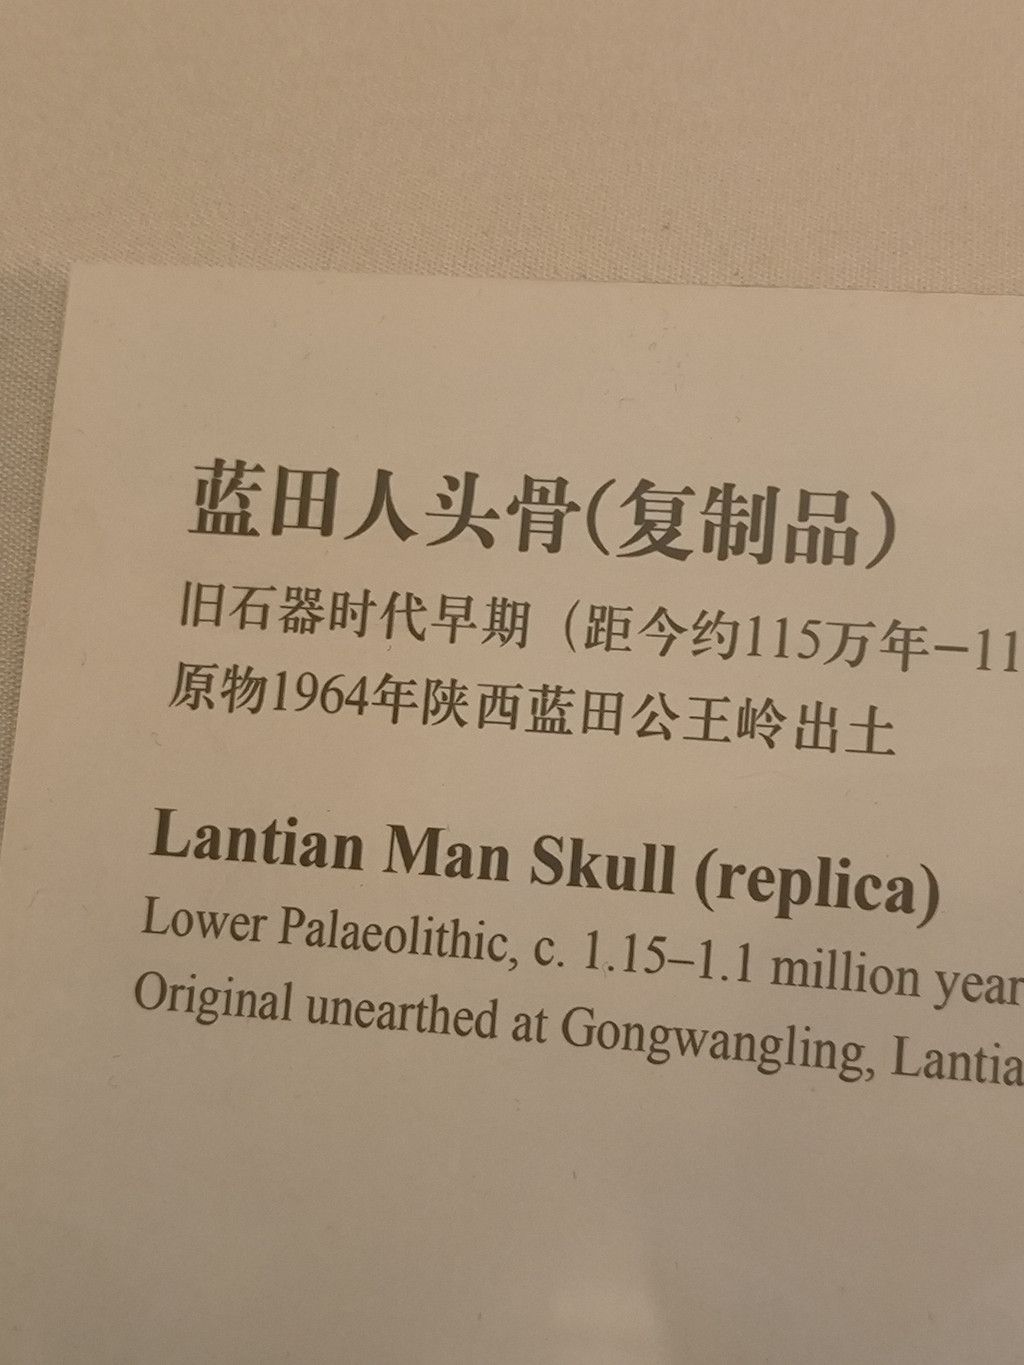 蓝田人头骨(复制品)
旧石器时代早期（距今约115万年-11
原物1964年陕西蓝田公王岭出土
Lantian Man Skull (replica)
Lower Palaeolithic, c. 1.15–1.1 million year
Original unearthed at Gongwangling, Lantia